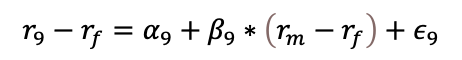 r₉ − r_f = α₉ + β₉ * (r_m − r_f) + ϵ₉